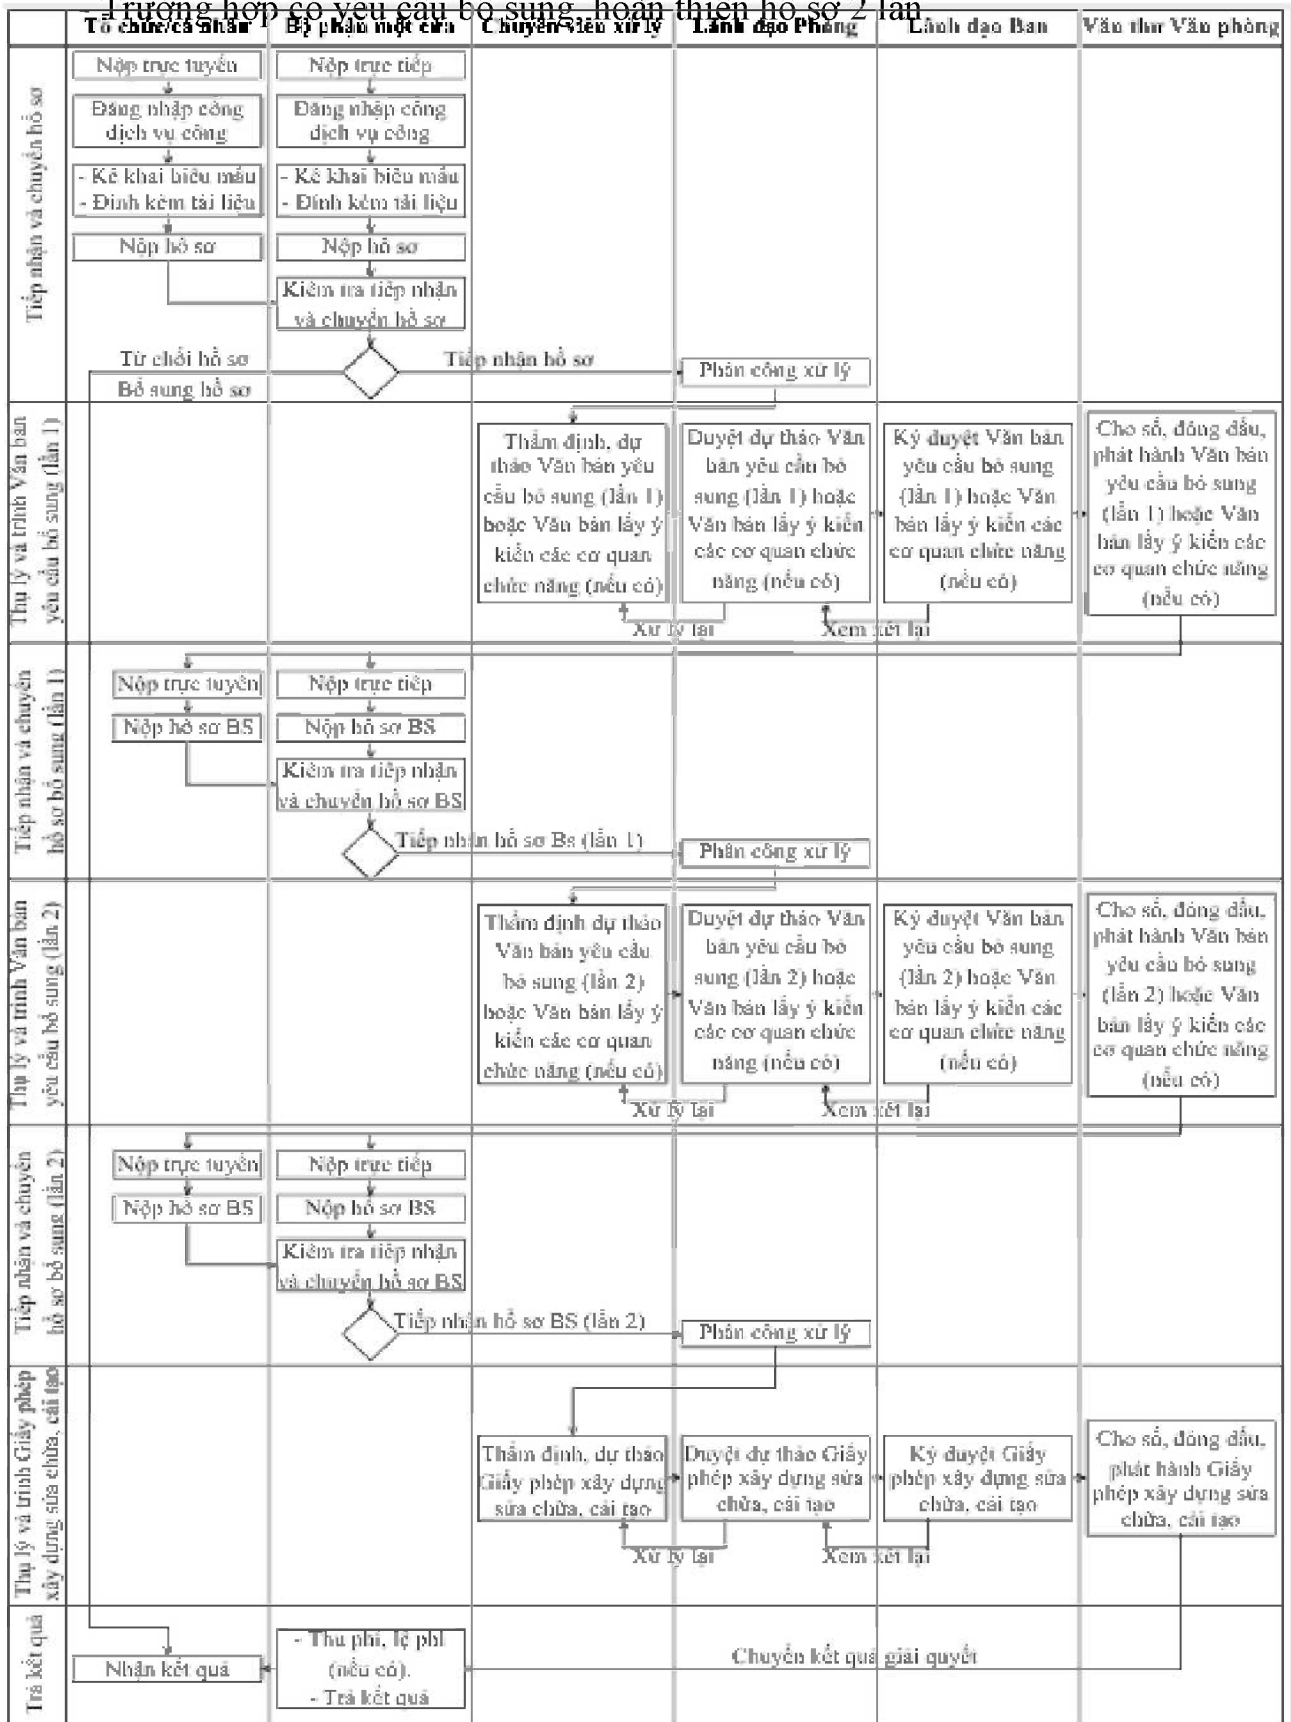 - Trường hợp có yêu cầu bổ sung, hoàn thiện hồ sơ 2 lần
Tổ chức/cá nhân
Bộ phận một cửa
Chuyên viên xử lý
Lãnh đạo Phòng
Lãnh đạo Ban
Văn thư Văn phòng
Tiếp nhận và chuyển hồ sơ
Nộp trực tuyến
Nộp trực tiếp
Đăng nhập cổng
dịch vụ công
Đăng nhập cổng
dịch vụ công
- Kê khai biểu mẫu
- Đính kèm tài liệu
- Kê khai biểu mẫu
- Đính kèm tài liệu
Nộp hồ sơ
Nộp hồ sơ
Kiểm tra tiếp nhận
và chuyển hồ sơ
Từ chối hồ sơ
Bổ sung hồ sơ
Tiếp nhận hồ sơ
Phân công xử lý
Thụ lý và trình Văn bản
yêu cầu bổ sung (lần 1)
Thẩm định, dự
thảo Văn bản yêu
cầu bổ sung (lần 1)
hoặc Văn bản lấy ý
kiến các cơ quan
chức năng (nếu có)
Duyệt dự thảo Văn
bản yêu cầu bổ
sung (lần 1) hoặc
Văn bản lấy ý kiến
các cơ quan chức
năng (nếu có)
Ký duyệt Văn bản
yêu cầu bổ sung
(lần 1) hoặc Văn
bản lấy ý kiến các
cơ quan chức năng
(nếu có)
Cho số, đóng dấu,
phát hành Văn bản
yêu cầu bổ sung
(lần 1) hoặc Văn
bản lấy ý kiến các
cơ quan chức năng
(nếu có)
Xử lý lại
Xem xét lại
Tiếp nhận và chuyển
hồ sơ bổ sung (lần 1)
Nộp trực tuyến
Nộp trực tiếp
Nộp hồ sơ BS
Nộp hồ sơ BS
Kiểm tra tiếp nhận
và chuyển hồ sơ BS
Tiếp nhận hồ sơ Bs (lần 1)
Phân công xử lý
Thụ lý và trình Văn bản
yêu cầu bổ sung (lần 2)
Thẩm định dự thảo
Văn bản yêu cầu
bổ sung (lần 2)
hoặc Văn bản lấy ý
kiến các cơ quan
chức năng (nếu có)
Duyệt dự thảo Văn
bản yêu cầu bổ
sung (lần 2) hoặc
Văn bản lấy ý kiến
các cơ quan chức
năng (nếu có)
Ký duyệt Văn bản
yêu cầu bổ sung
(lần 2) hoặc Văn
bản lấy ý kiến các
cơ quan chức năng
(nếu có)
Cho số, đóng dấu,
phát hành Văn bản
yêu cầu bổ sung
(lần 2) hoặc Văn
bản lấy ý kiến các
cơ quan chức năng
(nếu có)
Xử lý lại
Xem xét lại
Tiếp nhận và chuyển
hồ sơ bổ sung (lần 2)
Nộp trực tuyến
Nộp trực tiếp
Nộp hồ sơ BS
Nộp hồ sơ BS
Kiểm tra tiếp nhận
và chuyển hồ sơ BS
Tiếp nhận hồ sơ BS (lần 2)
Phân công xử lý
Thụ lý và trình Giấy phép
xây dựng sửa chữa, cải tạo
Thẩm định, dự thảo
Giấy phép xây dựng
sửa chữa, cải tạo
Duyệt dự thảo Giấy
phép xây dựng sửa
chữa, cải tạo
Ký duyệt Giấy
phép xây dựng sửa
chữa, cải tạo
Cho số, đóng dấu,
phát hành Giấy
phép xây dựng sửa
chữa, cải tạo
Xử lý lại
Xem xét lại
Trả kết quả
Nhận kết quả
- Thu phí, lệ phí
(nếu có).
- Trả kết quả
Chuyển kết quả giải quyết